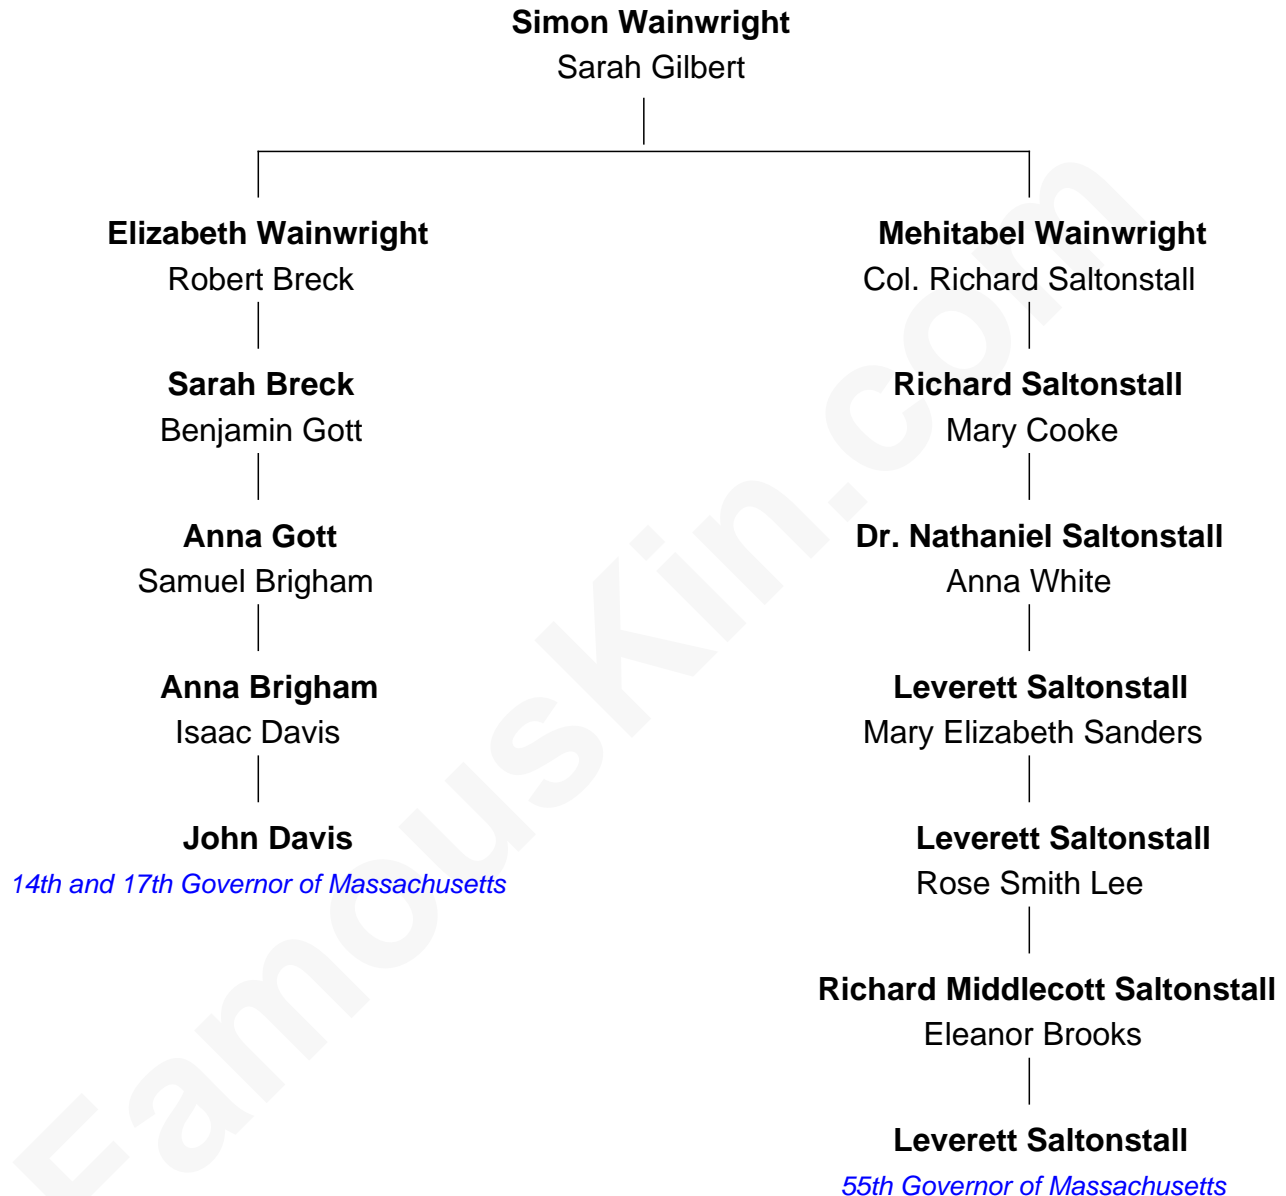 Simon Wainwright
Sarah Gilbert
Elizabeth Wainwright
Robert Breck
Mehitabel Wainwright
Col. Richard Saltonstall
Sarah Breck
Benjamin Gott
Richard Saltonstall
Mary Cooke
Anna Gott
Samuel Brigham
Dr. Nathaniel Saltonstall
Anna White
Anna Brigham
Isaac Davis
Leverett Saltonstall
Mary Elizabeth Sanders
John Davis
14th and 17th Governor of Massachusetts
Leverett Saltonstall
Rose Smith Lee
Richard Middlecott Saltonstall
Eleanor Brooks
Leverett Saltonstall
55th Governor of Massachusetts
FamousKin.com